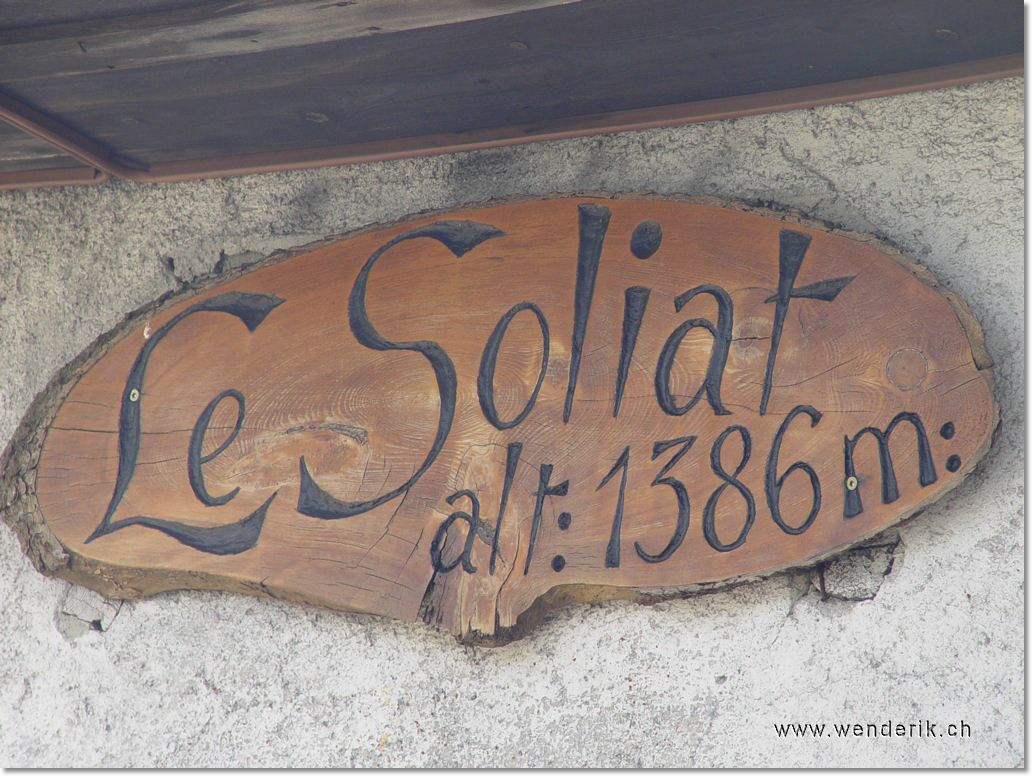 Le Soliat
alt: 1386 m:
www.wenderik.ch